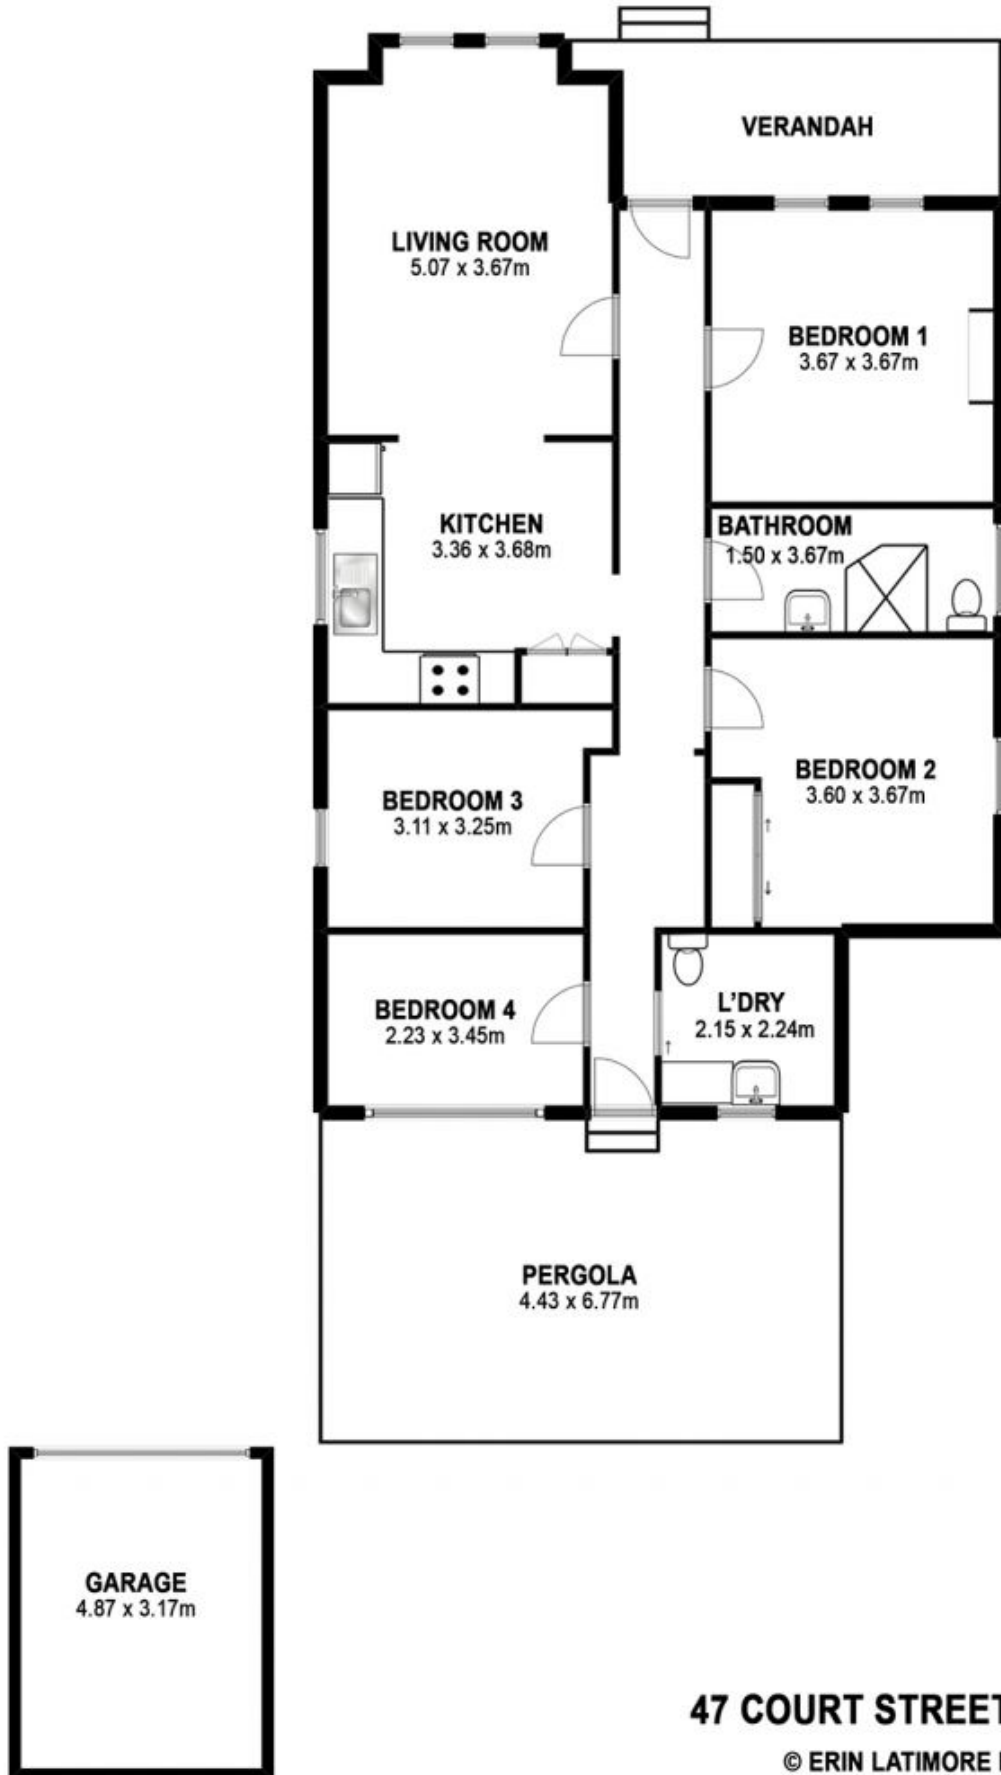 VERANDAH
LIVING ROOM
5.07 x 3.67m
BEDROOM 1
3.67 x 3.67m
KITCHEN
3.36 x 3.68m
BATHROOM
1.50 x 3.67m
BEDROOM 2
3.60 x 3.67m
BEDROOM 3
3.11 x 3.25m
BEDROOM 4
2.23 x 3.45m
L'DRY
2.15 x 2.24m
PERGOLA
4.43 x 6.77m
GARAGE
4.87 x 3.17m
47 COURT STREET
© ERIN LATIMORE